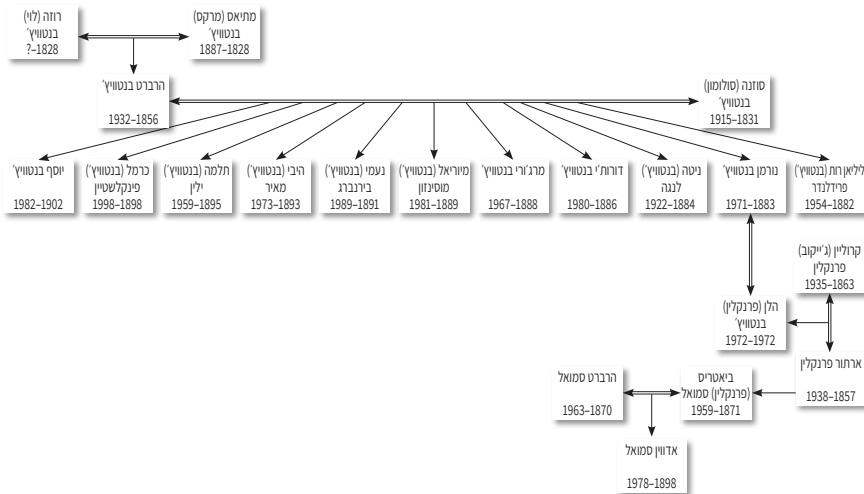 רוזה (לוי)
בנטוויץ'
?–1828
מתיאס (מרקס)
בנטוויץ'
1887–1828
הרברט בנטוויץ'
1932–1856
סוזנה (סולומון)
בנטוויץ'
1915–1831
ליליאן רות (בנטוויץ')
פרידלנדר
1954–1882
נורמן בנטוויץ'
1971–1883
ניטה (בנטוויץ')
לנגה
1922–1884
דורות'י בנטוויץ'
1980–1886
מרג'ורי בנטוויץ'
1967–1888
מיוריאל (בנטוויץ')
מוסינזון
1981–1889
נעמי (בנטוויץ')
בירנברג
1989–1891
היבי (בנטוויץ')
מאיר
1973–1893
תלמה (בנטוויץ')
ילין
1959–1895
כרמל (בנטוויץ')
פינקלשטיין
1998–1898
יוסף בנטוויץ'
1982–1902
קרוליין (ג'ייקוב)
פרנקלין
1935–1863
הלן (פרנקלין)
בנטוויץ'
1972–1972
ארתור פרנקלין
1938–1857
ביאטריס
(פרנקלין) סמואל
1959–1871
הרברט סמואל
1963–1870
אדווין סמואל
1978–1898